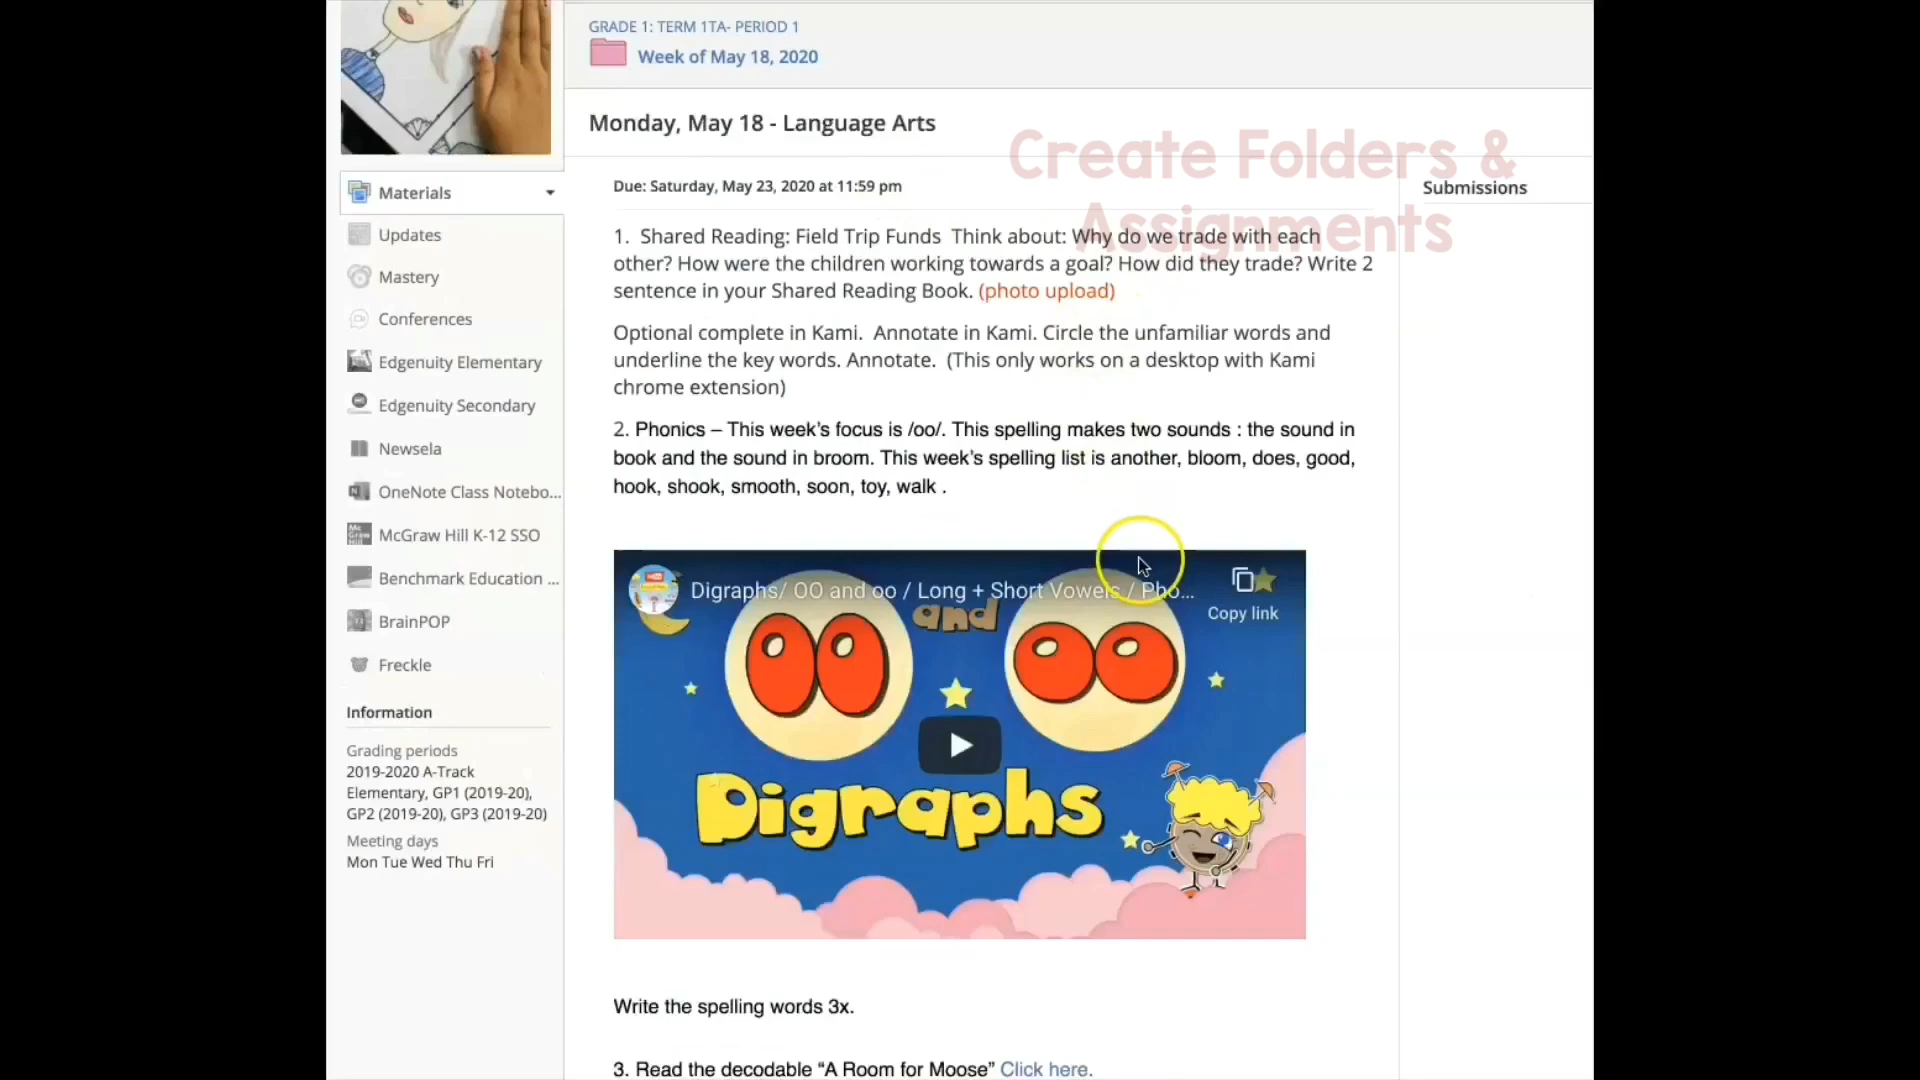 GRADE 1: TERM 1TA- PERIOD 1
Week of May 18, 2020
Monday, May 18 - Language Arts
Create Folders &
Assignments
Due: Saturday, May 23, 2020 at 11:59 pm
Submissions
1. Shared Reading: Field Trip Funds Think about: Why do we trade with each
other? How were the children working towards a goal? How did they trade? Write 2
sentence in your Shared Reading Book. (photo upload)
Optional complete in Kami. Annotate in Kami. Circle the unfamiliar words and
underline the key words. Annotate. (This only works on a desktop with Kami
chrome extension)
2. Phonics – This week’s focus is /oo/. This spelling makes two sounds : the sound in
book and the sound in broom. This week’s spelling list is another, bloom, does, good,
hook, shook, smooth, soon, toy, walk .
Digraphs/ OO and oo / Long + Short Vowels / Pho...
Copy link
oo and oo
Digraphs
Write the spelling words 3x.
3. Read the decodable “A Room for Moose” Click here.
Materials
Updates
Mastery
Conferences
Edgenuity Elementary
Edgenuity Secondary
Newsela
OneNote Class Notebo...
McGraw Hill K-12 SSO
Benchmark Education ...
BrainPOP
Freckle
Information
Grading periods
2019-2020 A-Track
Elementary, GP1 (2019-20),
GP2 (2019-20), GP3 (2019-20)
Meeting days
Mon Tue Wed Thu Fri